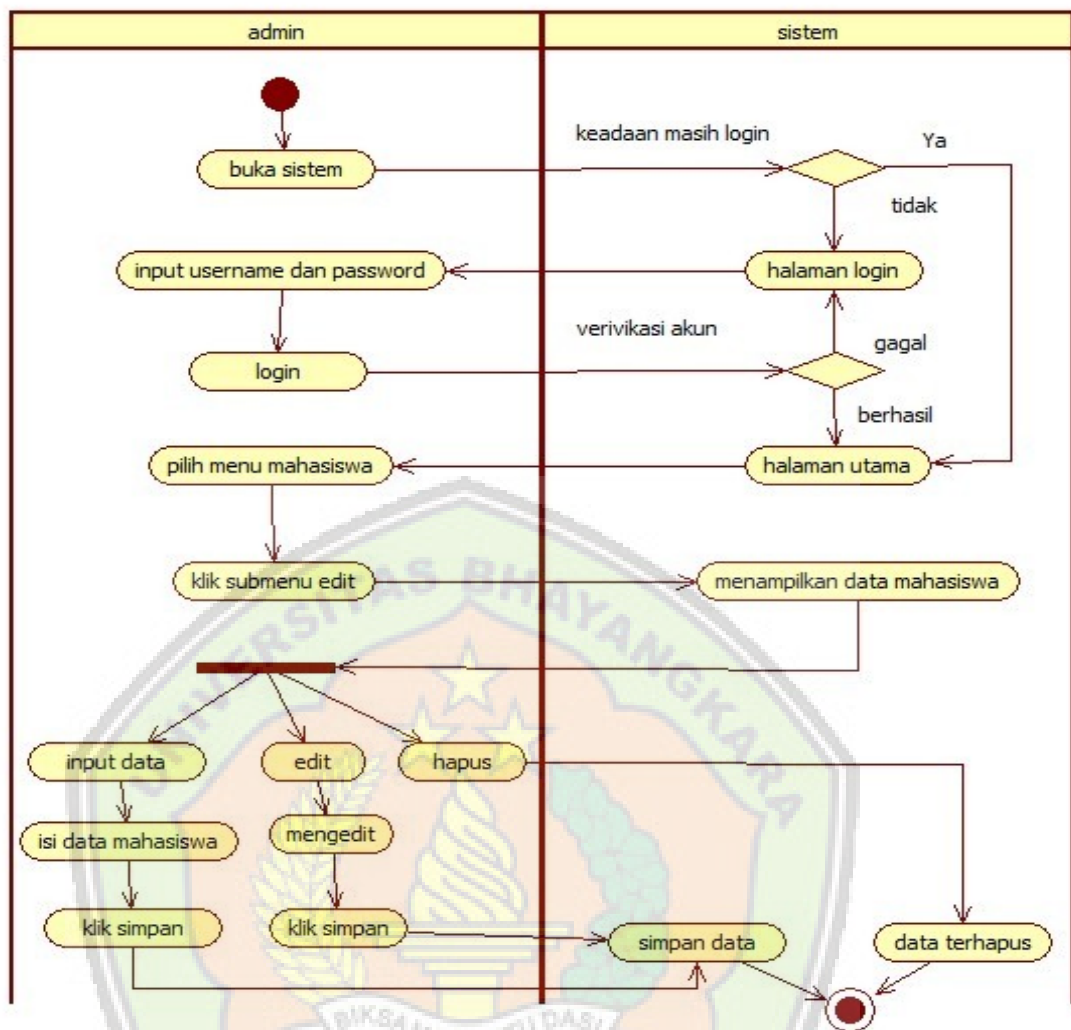 admin
sistem
keadaan masih login
Ya
buka sistem
tidak
input username dan password
halaman login
verivikasi akun
gagal
login
berhasil
pilih menu mahasiswa
halaman utama
klik submenu edit
menampilkan data mahasiswa
UNIVERSITAS BHAYANGKARA
input data
edit
hapus
isi data mahasiswa
mengedit
klik simpan
klik simpan
simpan data
data terhapus